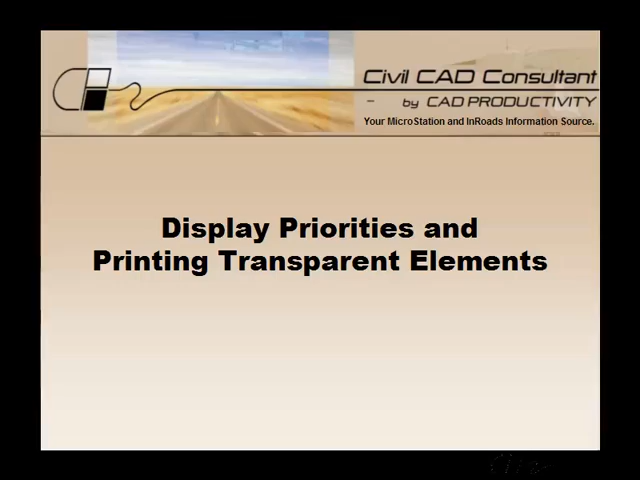 Civil CAD Consultant
– by CAD PRODUCTIVITY
Your MicroStation and InRoads Information Source.
Display Priorities and
Printing Transparent Elements